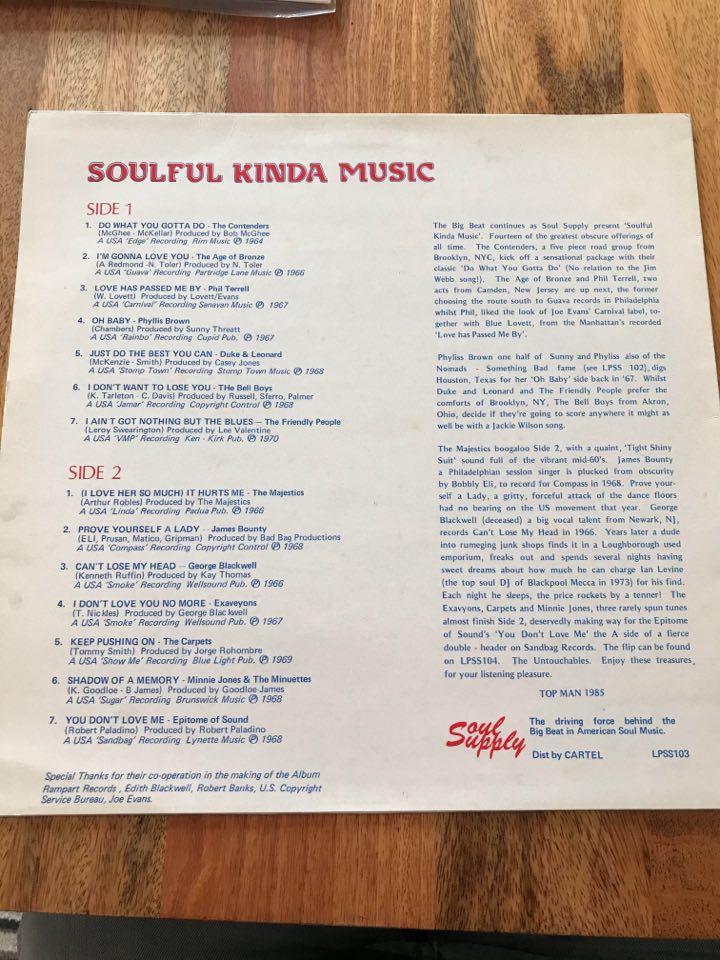 SOULFUL KINDA MUSIC
SIDE 1
1. DO WHAT YOU GOTTA DO - The Contenders
(McGhee - McKellar) Produced by Bob McGhee
A USA 'Edge' Recording Rim Music ℗ 1964
2. I'M GONNA LOVE YOU - The Age of Bronze
(A Redmond -N. Toler) Produced by N. Toler
A USA 'Guava' Recording Partridge Lane Music ℗ 1966
3. LOVE HAS PASSED ME BY - Phil Terrell
(W. Lovett) Produced by Lovett/Evans
A USA 'Carnival' Recording Sanavan Music ℗ 1967
4. OH BABY - Phyllis Brown
(Chambers) Produced by Sunny Threatt
A USA 'Rainbo' Recording Cupid Pub. ℗ 1967
5. JUST DO THE BEST YOU CAN - Duke & Leonard
(McKenzie - Smith) Produced by Casey Jones
A USA 'Stomp Town' Recording Stomp Town Music ℗ 1968
6. I DON'T WANT TO LOSE YOU - THe Bell Boys
(K. Tarleton - C. Davis) Produced by Russell, Sferro, Palmer
A USA 'Jamar' Recording Copyright Control ℗ 1968
7. I AIN'T GOT NOTHING BUT THE BLUES – The Friendly People
(Leroy Swearington) Produced by Lee Valentine
A USA 'VMP' Recording Ken - Kirk Pub. ℗ 1970
SIDE 2
1. (I LOVE HER SO MUCH) IT HURTS ME - The Majestics
(Arthur Robles) Produced by The Majestics
A USA 'Linda' Recording Padua Pub. ℗ 1966
2. PROVE YOURSELF A LADY - James Bounty
(ELI, Prusan, Matico, Gripman) Produced by Bad Bag Productions
A USA 'Compass' Recording Copyright Control ℗ 1968
3. CAN'T LOSE MY HEAD - George Blackwell
(Kenneth Ruffin) Produced by Kay Thomas
A USA 'Smoke' Recording Wellsound Pub. ℗ 1966
4. I DON'T LOVE YOU NO MORE - Exaveyons
(T. Nickles) Produced by George Blackwell
A USA 'Smoke' Recording Wellsound Pub. ℗ 1967
5. KEEP PUSHING ON - The Carpets
(Tommy Smith) Produced by Jorge Rohombre
A USA 'Show Me' Recording Blue Light Pub. ℗ 1969
6. SHADOW OF A MEMORY - Minnie Jones & The Minuettes
(K. Goodloe - B James) Produced by Goodloe-James
A USA 'Sugar' Recording Brunswick Music ℗ 1968
7. YOU DON'T LOVE ME - Epitome of Sound
(Robert Paladino) Produced by Robert Paladino
A USA 'Sandbag' Recording Lynette Music ℗ 1968
Special Thanks for their co-operation in the making of the Album
Rampart Records , Edith Blackwell, Robert Banks, U.S. Copyright
Service Bureau, Joe Evans.
The Big Beat continues as Soul Supply present 'Soulful
Kinda Music'. Fourteen of the greatest obscure offerings of
all time. The Contenders, a five piece road group from
Brooklyn, NYC, kick off a sensational package with their
classic 'Do What You Gotta Do' (No relation to the Jim
Webb song!). The Age of Bronze and Phil Terrell, two
acts from Camden, New Jersey are up next, the former
choosing the route south to Guava records in Philadelphia
whilst Phil, liked the look of Joe Evans' Carnival label, to-
gether with Blue Lovett, from the Manhattan's recorded
'Love has Passed Me By'.
Phyliss Brown one half of Sunny and Phyliss also of the
Nomads - Something Bad fame (see LPSS 102), digs
Houston, Texas for her 'Oh Baby' side back in '67. Whilst
Duke and Leonard and The Friendly People prefer the
comforts of Brooklyn, NY, The Bell Boys from Akron,
Ohio, decide if they're going to score anywhere it might as
well be with a Jackie Wilson song.
The Majestics boogaloo Side 2, with a quaint, 'Tight Shiny
Suit' sound full of the vibrant mid-60's. James Bounty
a Philadelphian session singer is plucked from obscurity
by Bobbly Eli, to record for Compass in 1968. Prove your-
self a Lady, a gritty, forceful attack of the dance floors
had no bearing on the US movement that year. George
Blackwell (deceased) a big vocal talent from Newark, NJ,
records Can't Lose My Head in 1966. Years later a dude
into rumeging junk shops finds it in a Loughborough used
emporium, freaks out and spends several nights having
sweet dreams about how much he can charge Ian Levine
(the top soul DJ of Blackpool Mecca in 1973) for his find.
Each night he sleeps, the price rockets by a tenner! The
Exavyons, Carpets and Minnie Jones, three rarely spun tunes
almost finish Side 2, deservedly making way for the Epitome
of Sound's 'You Don't Love Me' the A side of a fierce
double - header on Sandbag Records. The flip can be found
on LPSS104. The Untouchables. Enjoy these treasures
for your listening pleasure.
TOP MAN 1985
Soul Supply
The driving force behind the
Big Beat in American Soul Music.
Dist by CARTEL LPSS103